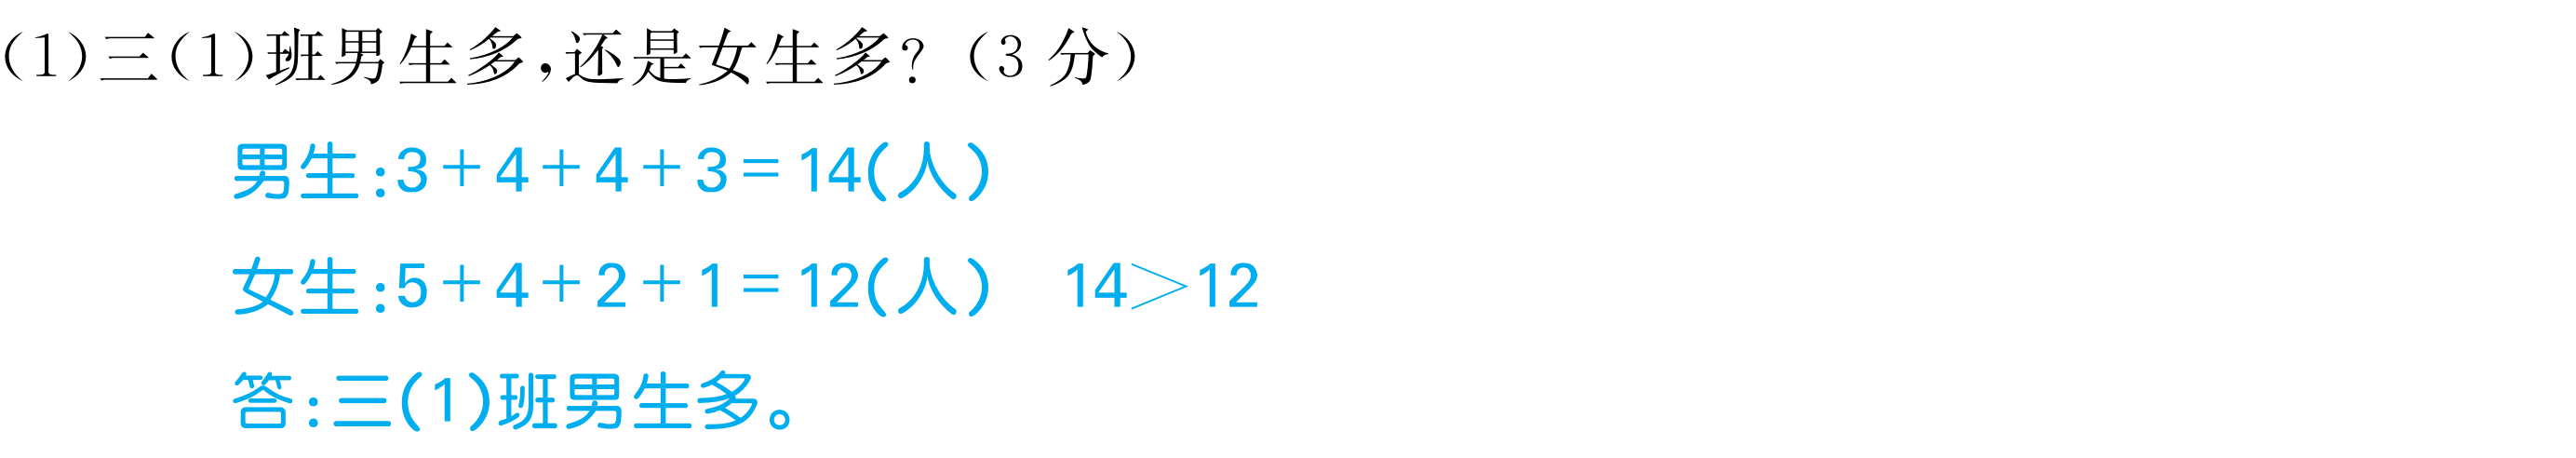 (1)三(1)班男生多,还是女生多?(3 分)
男生:3+4+4+3=14(人)
女生:5+4+2+1=12(人) 14>12
答:三(1)班男生多。